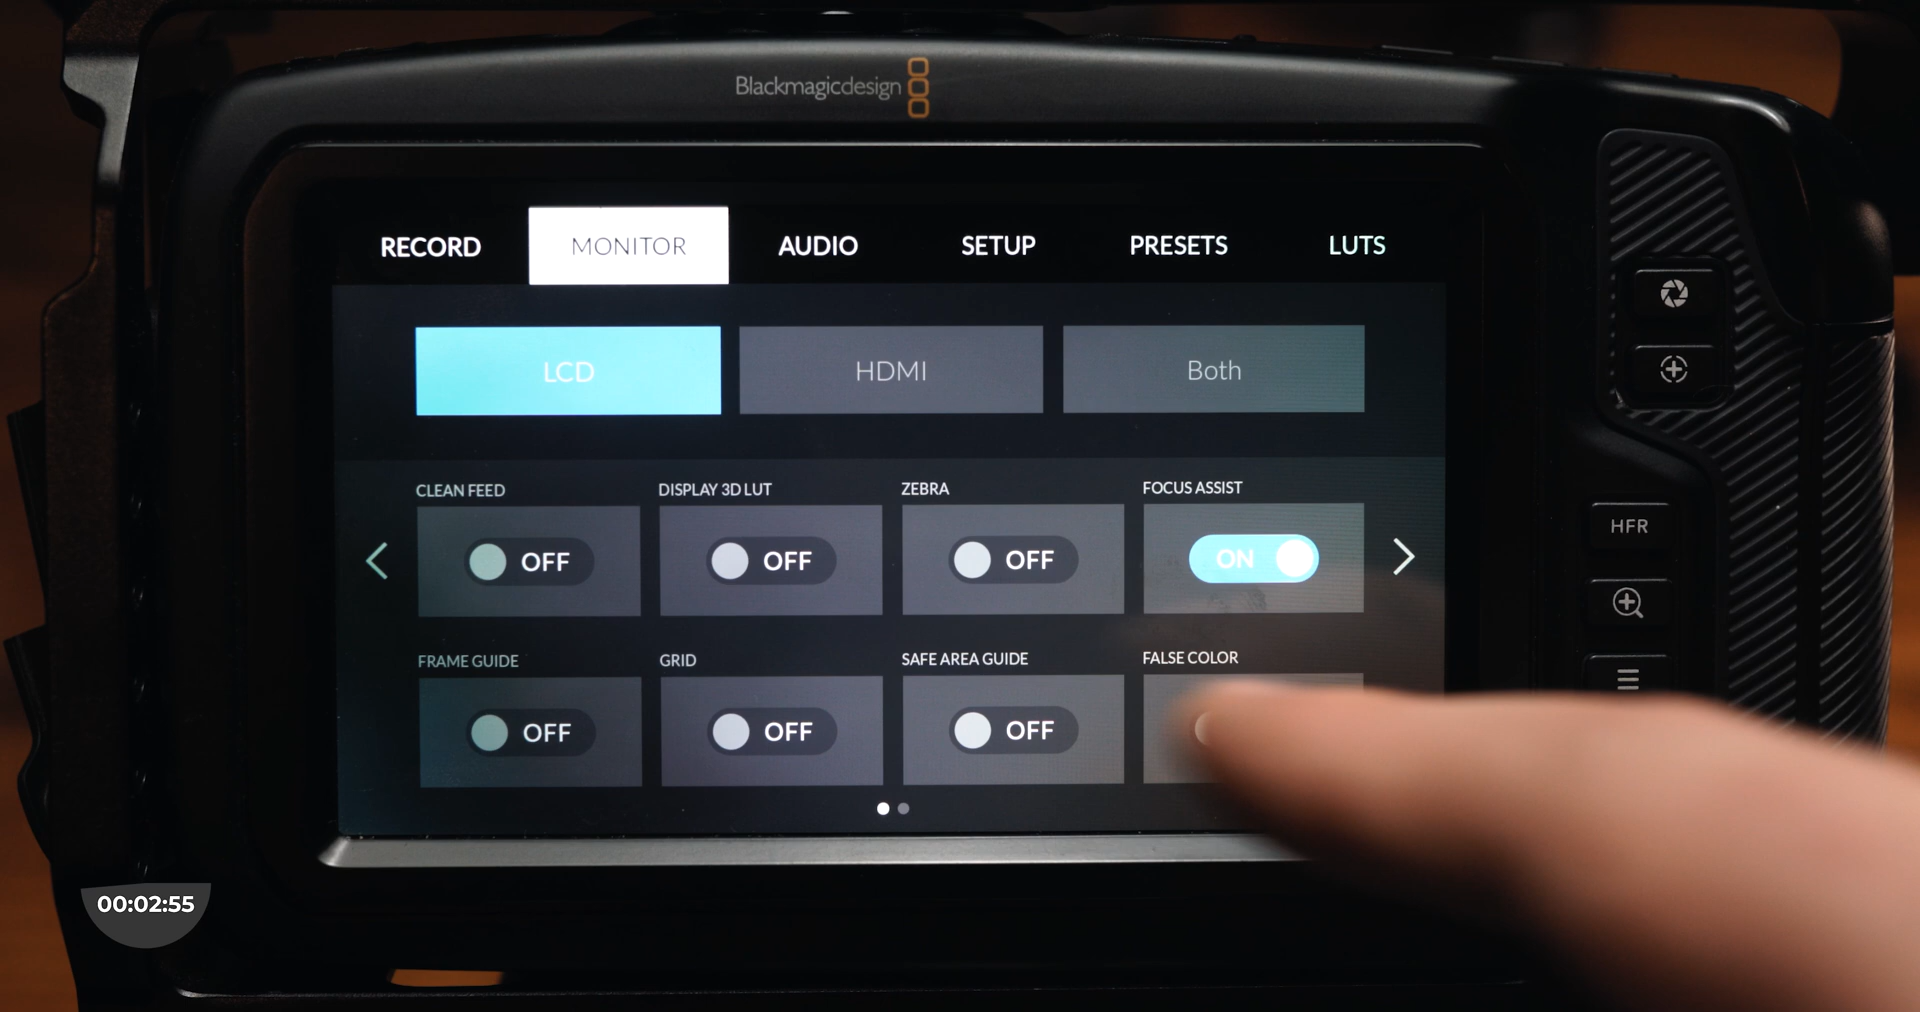 Blackmagicdesign
RECORD MONITOR AUDIO SETUP PRESETS LUTS
LCD HDMI Both
CLEAN FEED DISPLAY 3D LUT ZEBRA FOCUS ASSIST
OFF OFF OFF ON
HFR
FRAME GUIDE GRID SAFE AREA GUIDE FALSE COLOR
OFF OFF OFF
00:02:55